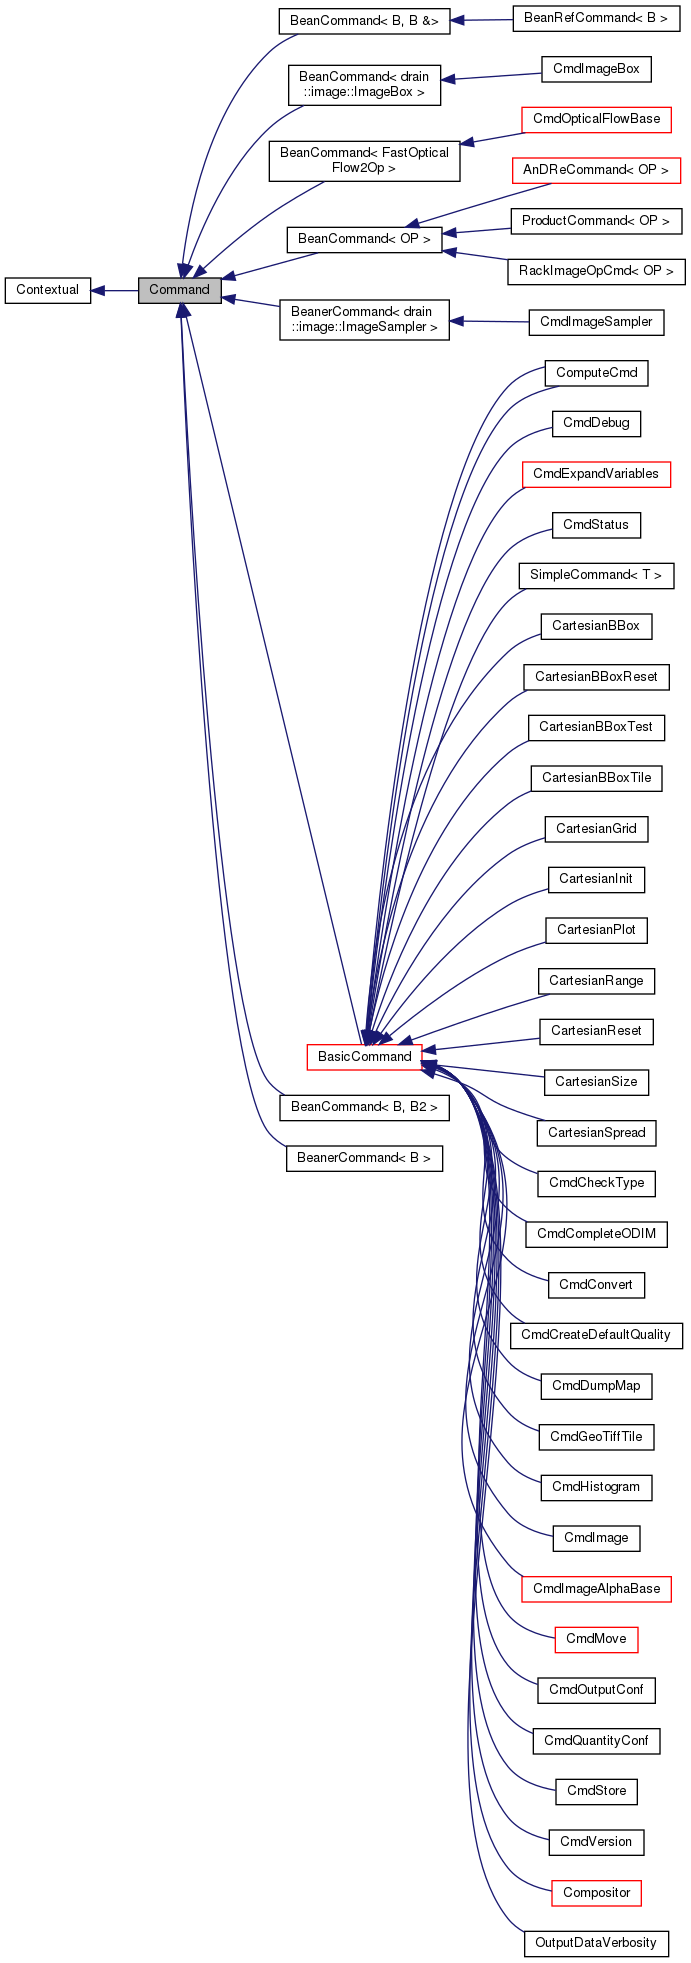 BeanCommand< B, B &>
BeanRefCommand< B >
BeanCommand< drain
::image::ImageBox >
CmdImageBox
BeanCommand< FastOptical
Flow2Op >
CmdOpticalFlowBase
AnDReCommand< OP >
BeanCommand< OP >
ProductCommand< OP >
RackImageOpCmd< OP >
Contextual
Command
BeanerCommand< drain
::image::ImageSampler >
CmdImageSampler
ComputeCmd
CmdDebug
CmdExpandVariables
CmdStatus
SimpleCommand< T >
CartesianBBox
CartesianBBoxReset
CartesianBBoxTest
CartesianBBoxTile
CartesianGrid
CartesianInit
CartesianPlot
CartesianRange
CartesianReset
BasicCommand
CartesianSize
BeanCommand< B, B2 >
CartesianSpread
BeanerCommand< B >
CmdCheckType
CmdCompleteODIM
CmdConvert
CmdCreateDefaultQuality
CmdDumpMap
CmdGeoTiffTile
CmdHistogram
CmdImage
CmdImageAlphaBase
CmdMove
CmdOutputConf
CmdQuantityConf
CmdStore
CmdVersion
Compositor
OutputDataVerbosity